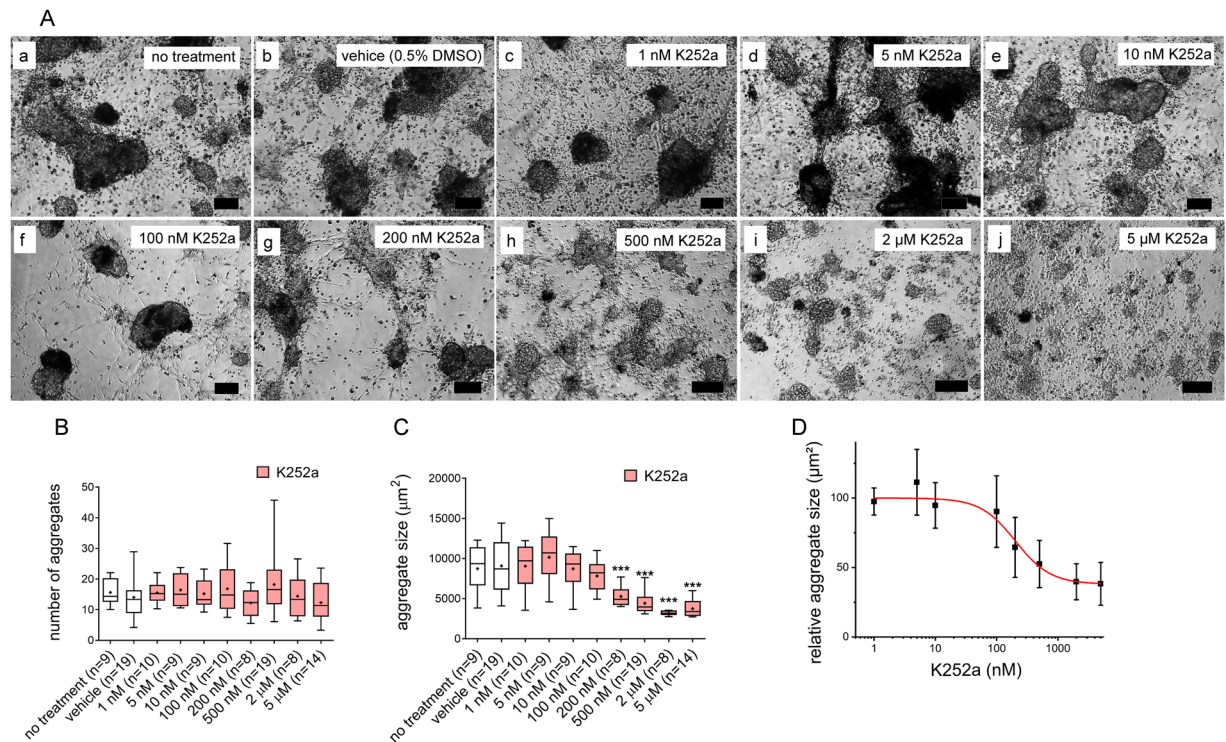 A
a
no treatment
b
vehice (0.5% DMSO)
c
1 nM K252a
d
5 nM K252a
e
10 nM K252a
f
100 nM K252a
g
200 nM K252a
h
500 nM K252a
i
2 µM K252a
j
5 µM K252a
B
K252a
number of aggregates
50
40
30
20
10
0
no treatment (n=9)
vehicle (n=19)
1 nM (n=10)
5 nM (n=9)
10 nM (n=9)
100 nM (n=10)
200 nM (n=8)
500 nM (n=19)
2 µM (n=8)
5 µM (n=14)
C
K252a
aggregate size (µm²)
20000
15000
10000
5000
0
***
***
***
***
no treatment (n=9)
vehicle (n=19)
1 nM (n=10)
5 nM (n=9)
10 nM (n=9)
100 nM (n=10)
200 nM (n=8)
500 nM (n=19)
2 µM (n=8)
5 µM (n=14)
D
relative aggregate size (µm²)
100
50
0
1
10
100
1000
K252a (nM)